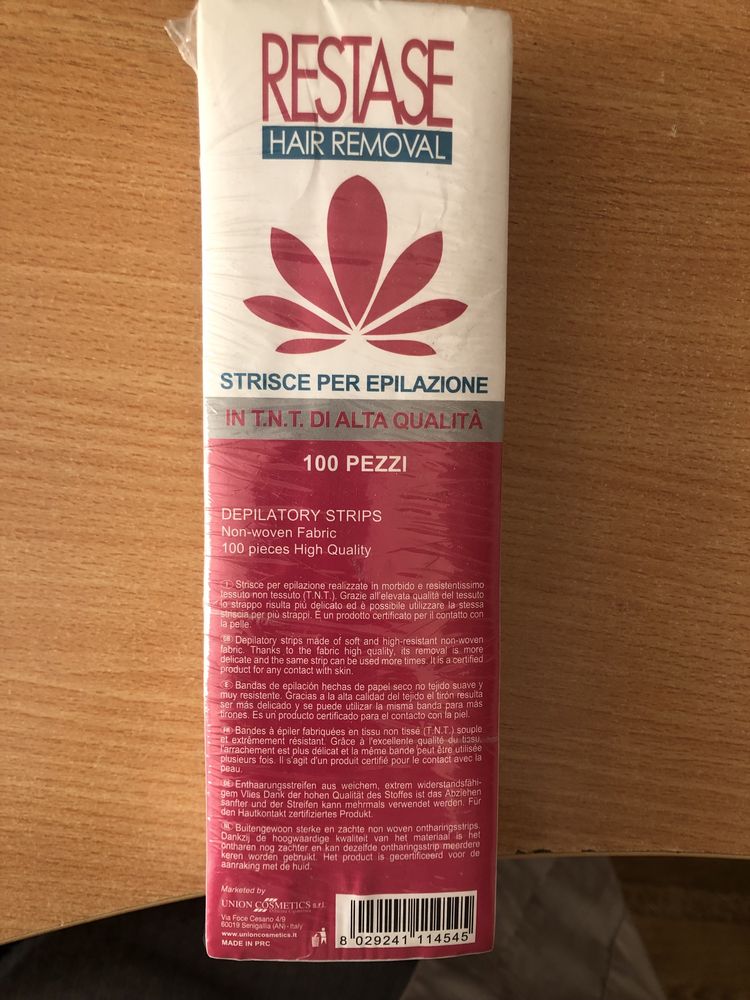 RESTASE
HAIR REMOVAL
STRISCE PER EPILAZIONE
IN T.N.T. DI ALTA QUALITÀ
100 PEZZI
DEPILATORY STRIPS
Non-woven Fabric
100 pieces High Quality
I Strisce per epilazione realizzate in morbido e resistentissimo
tessuto non tessuto (T.N.T.). Grazie all'elevata qualità del tessuto
lo strappo risulta più delicato ed è possibile utilizzare la stessa
striscia per più strappi. È un prodotto certificato per il contatto con
la pelle.
GB Depilatory strips made of soft and high-resistant non-woven
fabric. Thanks to the fabric high quality, its removal is more
delicate and the same strip can be used more times. It is a certified
product for any contact with skin.
E Bandas de epilación hechas de papel seco no tejido suave y
muy resistente. Gracias a la alta calidad del tejido el tirón resulta
ser más delicado y se puede utilizar la misma banda para más
tirones. Es un producto certificado para el contacto con la piel.
FR Bandes à épiler fabriquées en tissu non tissé (T.N.T.) souple
et extrêmement résistant. Grâce à l'excellente qualité du tissu,
l'arrachement est plus délicat et la même bande peut être utilisée
plusieurs fois. Il s'agit d'un produit certifié pour le contact avec la
peau.
DE Enthaarungsstreifen aus weichem, extrem widerstandsfähi-
gem Vlies Dank der hohen Qualität des Stoffes ist das Abziehen
sanfter und der Streifen kann mehrmals verwendet werden. Für
den Hautkontakt zertifiziertes Produkt.
NL Buitengewoon sterke en zachte non woven ontharingsstrips.
Dankzij de hoogwaardige kwaliteit van het materiaal is het
ontharen nog zachter en kan dezelfde ontharingsstrip meerdere
keren worden gebruikt. Het product is gecertificeerd voor de
aanraking met de huid.
Marketed by
UNION COSMETICS s.r.l.
Via Foce Cesano 4/9
60019 Senigallia (AN) - Italy
www.unioncosmetics.it
MADE IN PRC
8 029241 114545